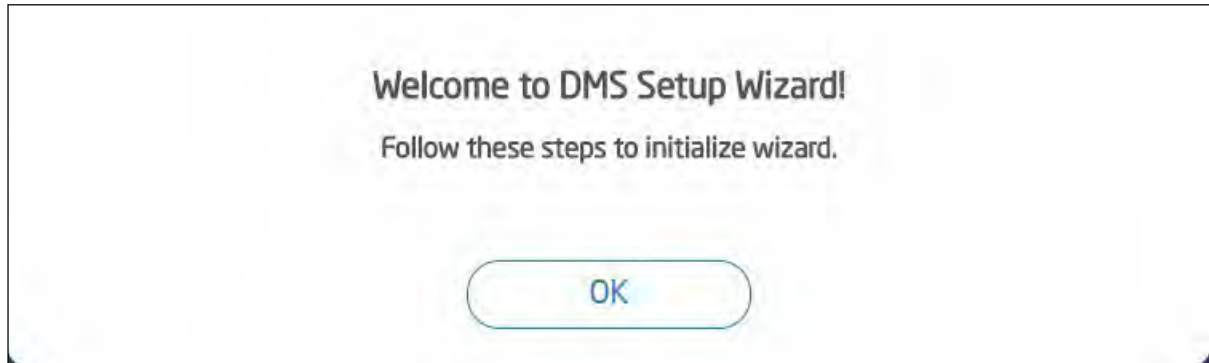 Welcome to DMS Setup Wizard!
Follow these steps to initialize wizard.
OK